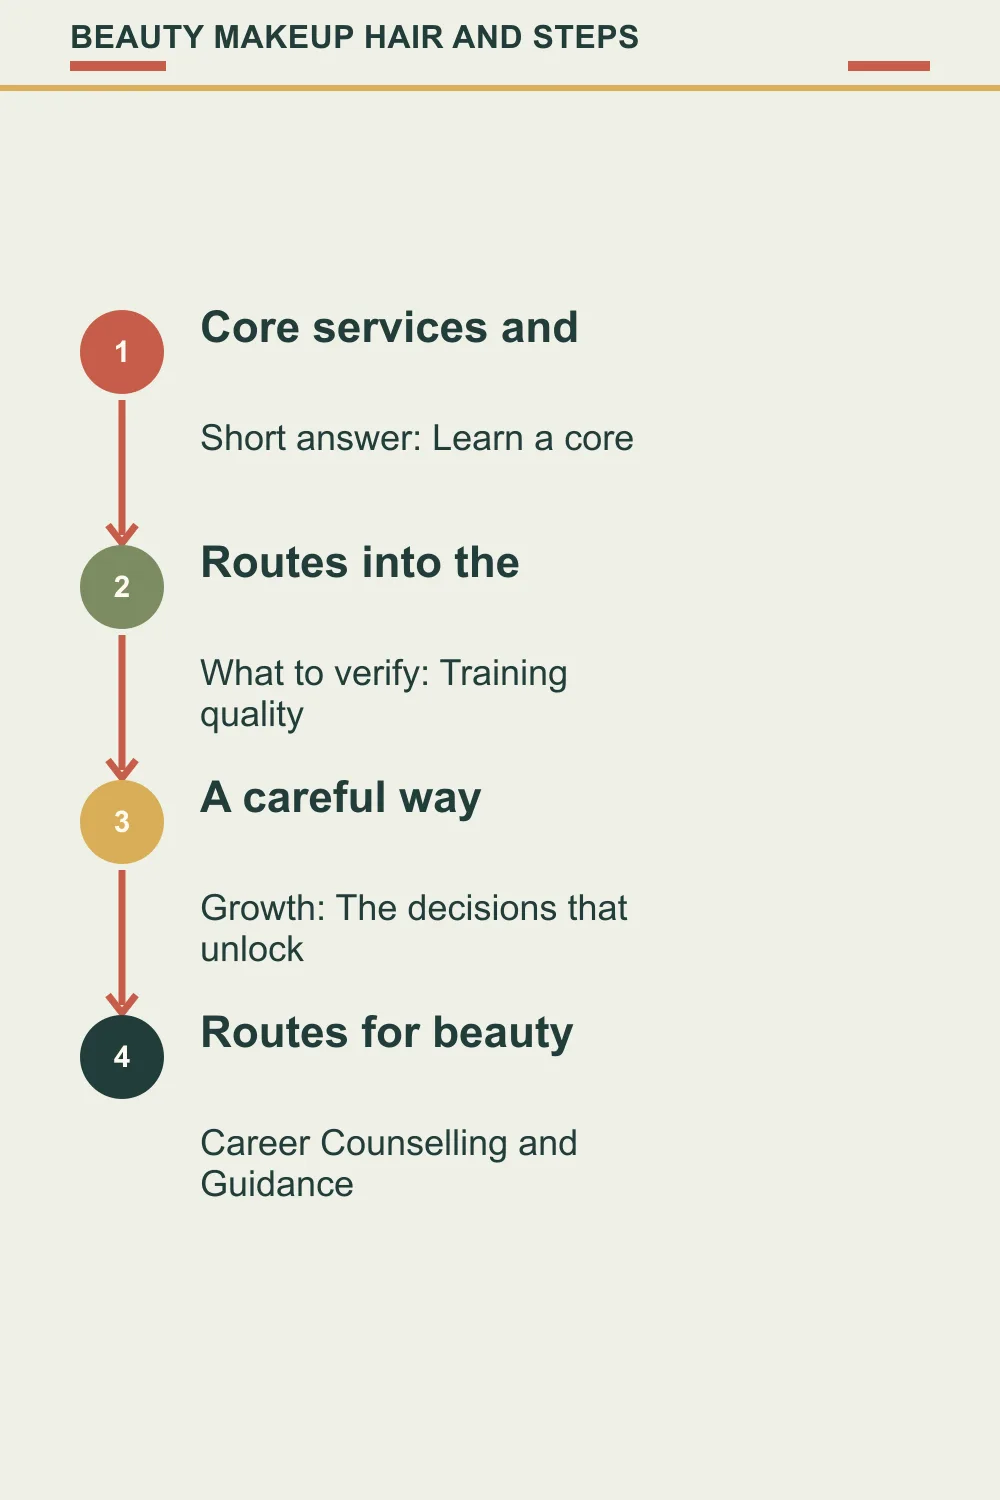 BEAUTY MAKEUP HAIR AND STEPS
1
Core services and
Short answer: Learn a core
2
Routes into the
What to verify: Training
quality
3
A careful way
Growth: The decisions that
unlock
4
Routes for beauty
Career Counselling and
Guidance